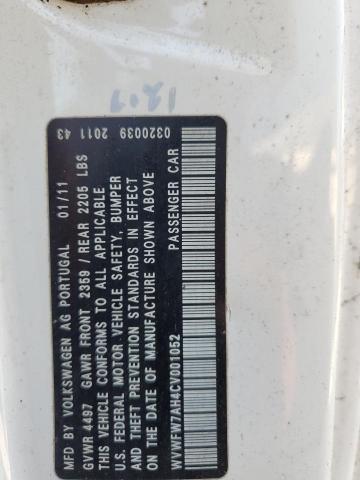 12.17
0320039 2011 43
MFD BY VOLKSWAGEN AG PORTUGAL 01/11
GVWR 4497 GAWR FRONT 2359 / REAR 2205 LBS
THIS VEHICLE CONFORMS TO ALL APPLICABLE
U.S. FEDERAL MOTOR VEHICLE SAFETY, BUMPER
AND THEFT PREVENTION STANDARDS IN EFFECT
ON DATE OF MANUFACTURE SHOWN ABOVE
WVWFW7AH4CV001052 PASSENGER CAR